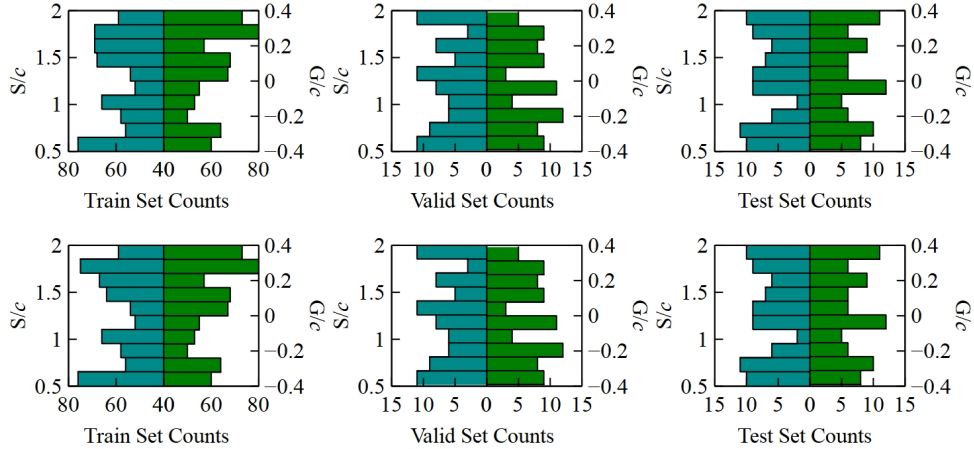 2 0.4 2 0.4 2 0.4
0.2 0.2 0.2
1.5 1.5 1.5
S/c 0 G/c S/c 0 G/c S/c 0 G/c
1 1 1
−0.2 −0.2 −0.2
0.5 −0.4 0.5 −0.4 0.5 −0.4
80 60 40 60 80 15 10 5 0 5 10 15 15 10 5 0 5 10 15
Train Set Counts Valid Set Counts Test Set Counts
2 0.4 2 0.4 2 0.4
0.2 0.2 0.2
1.5 1.5 1.5
S/c 0 G/c S/c 0 G/c S/c 0 G/c
1 1 1
−0.2 −0.2 −0.2
0.5 −0.4 0.5 −0.4 0.5 −0.4
80 60 40 60 80 15 10 5 0 5 10 15 15 10 5 0 5 10 15
Train Set Counts Valid Set Counts Test Set Counts